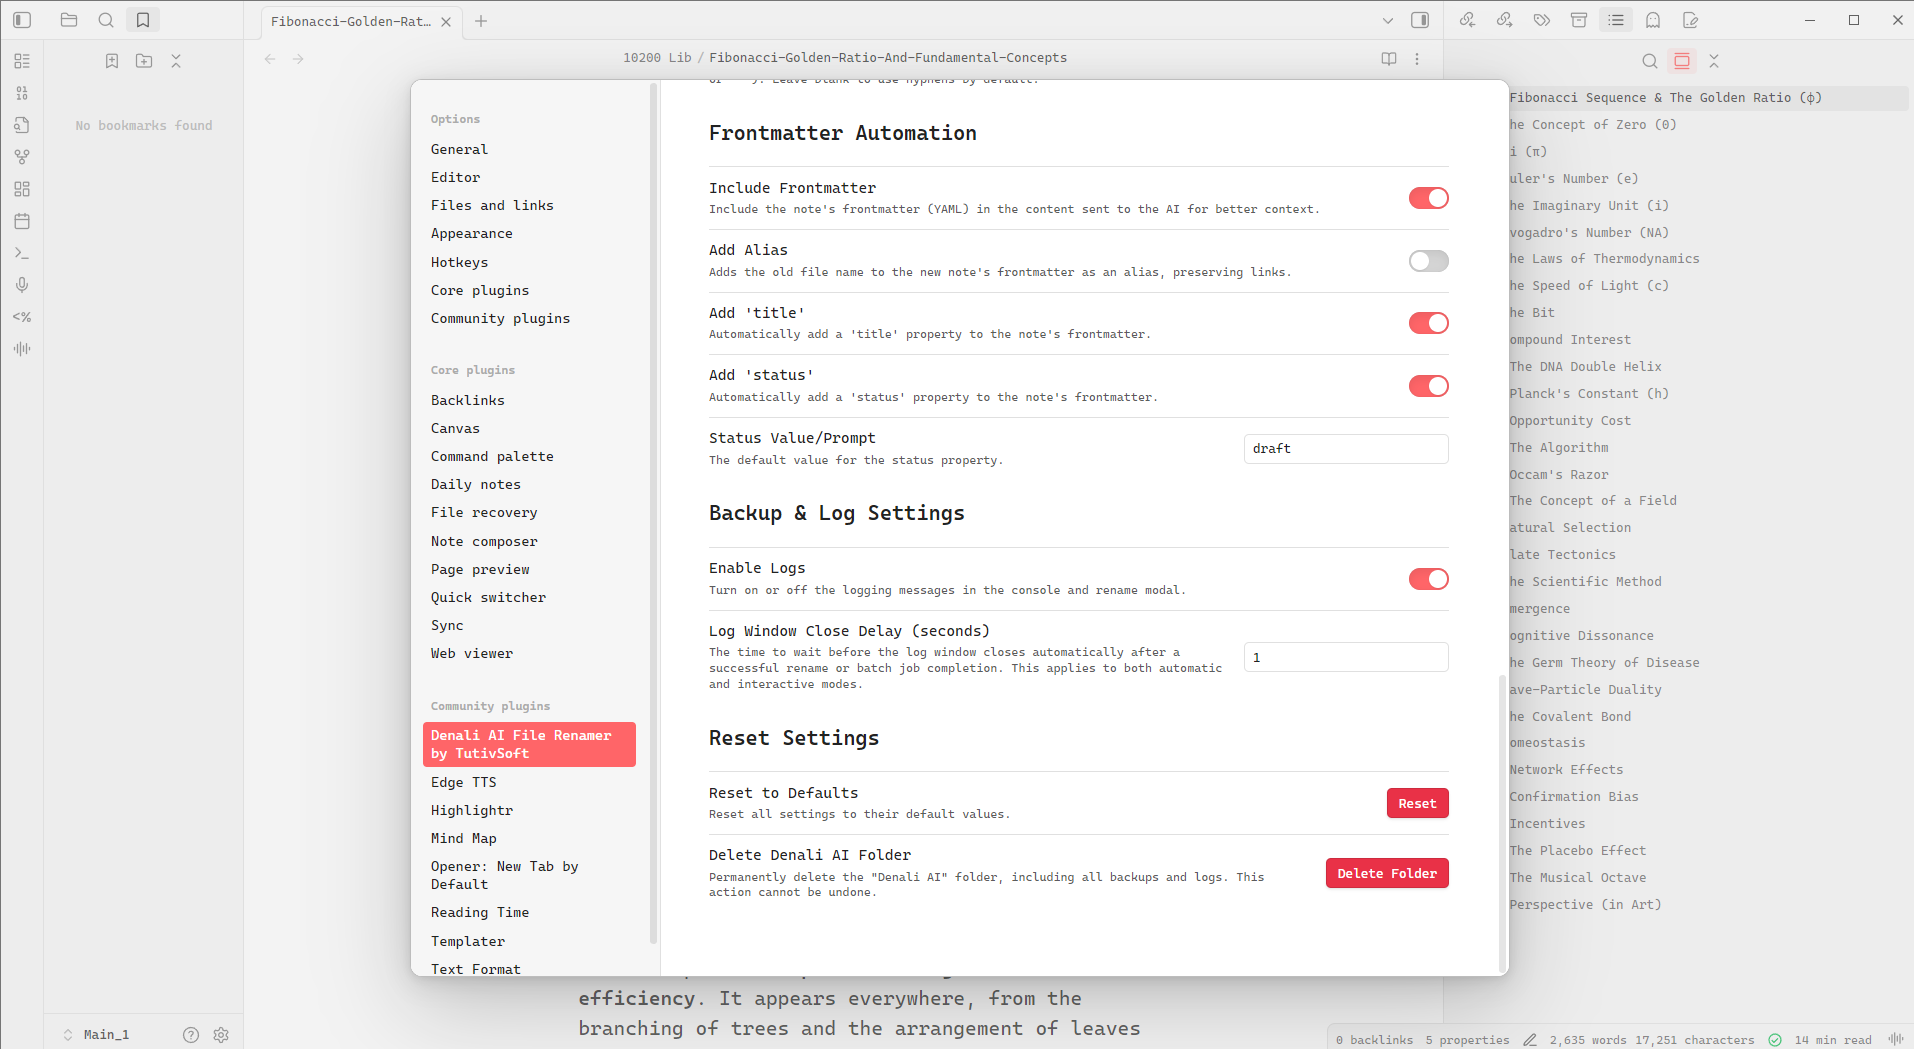 Fibonacci-Golden-Rat…
10200 Lib / Fibonacci-Golden-Ratio-And-Fundamental-Concepts
No bookmarks found
Main_1
Options
General
Editor
Files and links
Appearance
Hotkeys
Core plugins
Community plugins
Core plugins
Backlinks
Canvas
Command palette
Daily notes
File recovery
Note composer
Page preview
Quick switcher
Sync
Web viewer
Community plugins
Denali AI File Renamer
by TutivSoft
Edge TTS
Highlightr
Mind Map
Opener: New Tab by
Default
Reading Time
Templater
Text Format
or   ). Leave blank to use hyphens by default.
Frontmatter Automation
Include Frontmatter
Include the note's frontmatter (YAML) in the content sent to the AI for better context.
Add Alias
Adds the old file name to the new note's frontmatter as an alias, preserving links.
Add 'title'
Automatically add a 'title' property to the note's frontmatter.
Add 'status'
Automatically add a 'status' property to the note's frontmatter.
Status Value/Prompt
The default value for the status property.
draft
Backup & Log Settings
Enable Logs
Turn on or off the logging messages in the console and rename modal.
Log Window Close Delay (seconds)
The time to wait before the log window closes automatically after a
successful rename or batch job completion. This applies to both automatic
and interactive modes.
1
Reset Settings
Reset to Defaults
Reset all settings to their default values.
Reset
Delete Denali AI Folder
Permanently delete the "Denali AI" folder, including all backups and logs. This
action cannot be undone.
Delete Folder
efficiency. It appears everywhere, from the
branching of trees and the arrangement of leaves
Fibonacci Sequence & The Golden Ratio (φ)
he Concept of Zero (0)
i (π)
uler's Number (e)
he Imaginary Unit (i)
vogadro's Number (NA)
he Laws of Thermodynamics
he Speed of Light (c)
he Bit
ompound Interest
The DNA Double Helix
Planck's Constant (h)
Opportunity Cost
The Algorithm
Occam's Razor
The Concept of a Field
atural Selection
late Tectonics
he Scientific Method
mergence
ognitive Dissonance
he Germ Theory of Disease
ave-Particle Duality
he Covalent Bond
omeostasis
Network Effects
Confirmation Bias
Incentives
The Placebo Effect
The Musical Octave
Perspective (in Art)
0 backlinks 5 properties 2,635 words 17,251 characters 14 min read